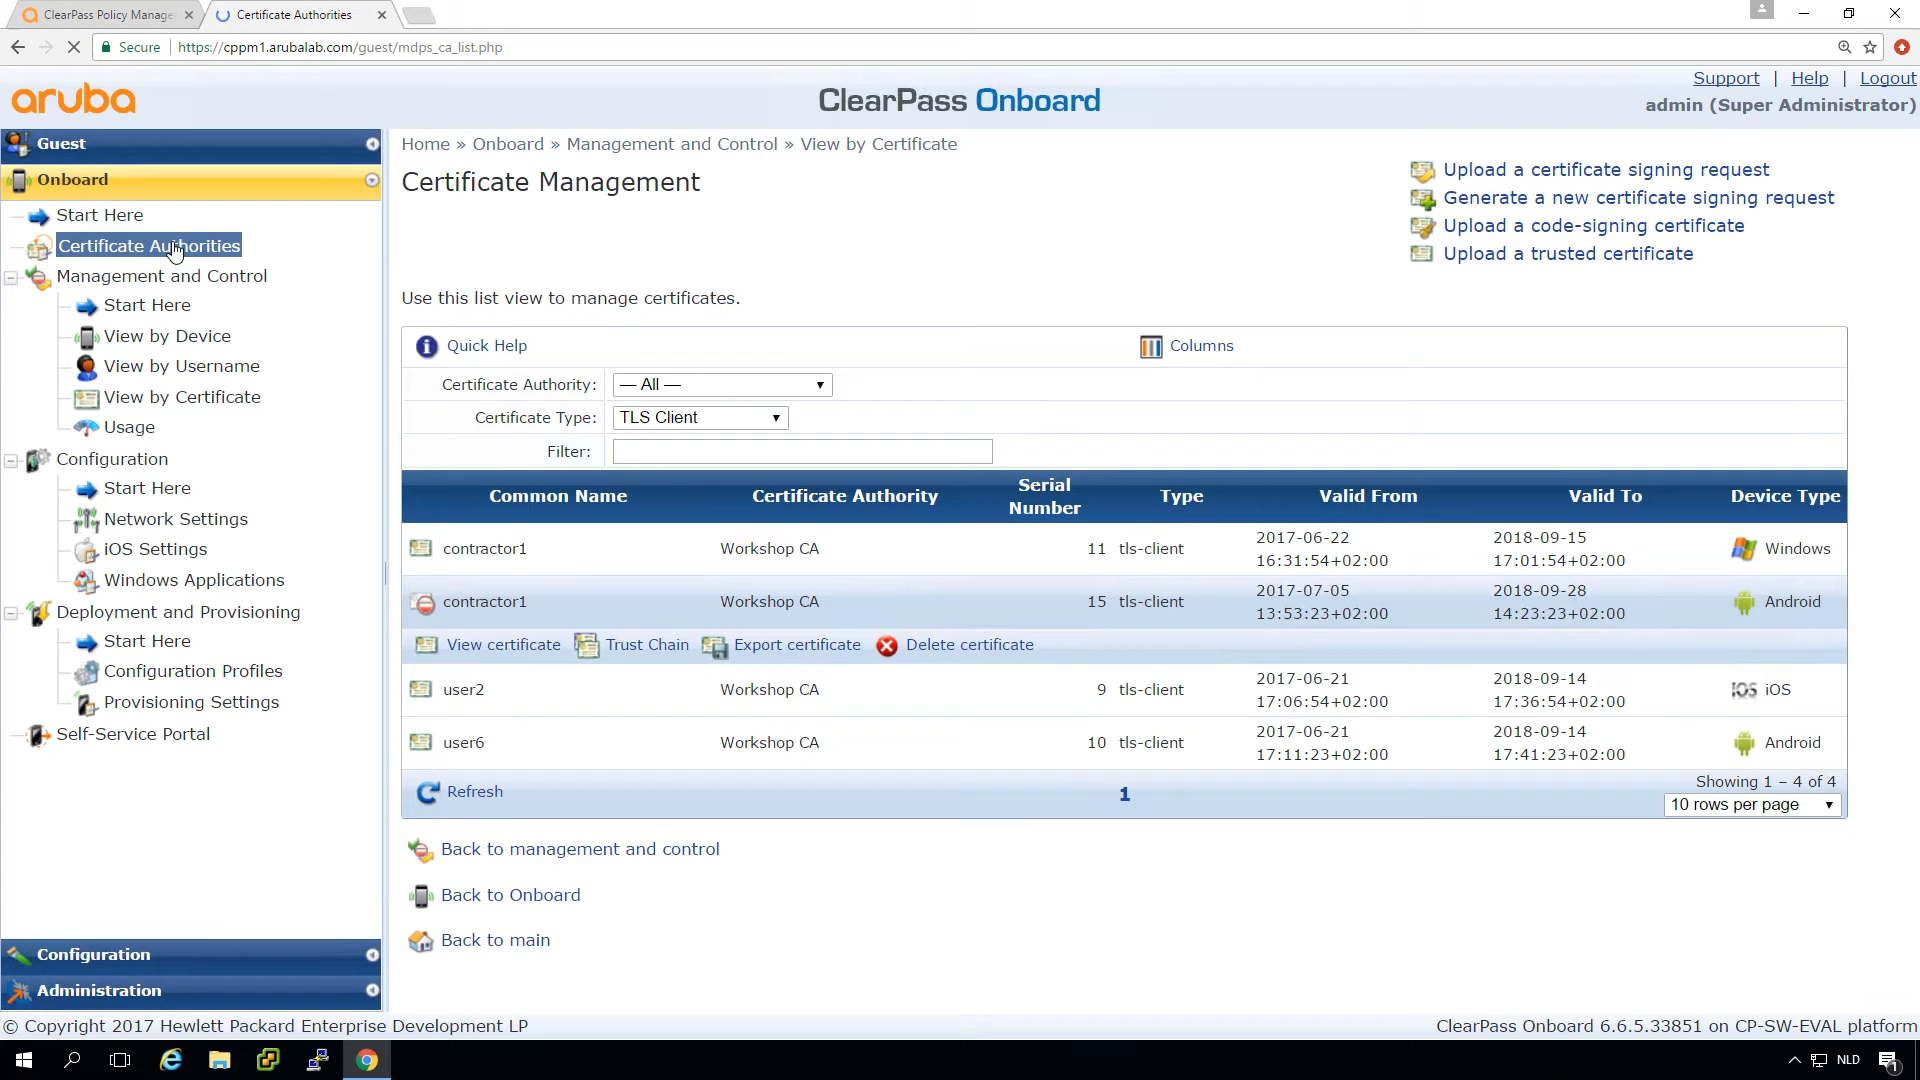 ClearPass Policy Manage
Certificate Authorities
Secure
https://cppm1.arubalab.com/guest/mdps_ca_list.php
Support | Help | Logout
aruba
ClearPass Onboard
admin (Super Administrator)
Guest
Onboard
Start Here
Certificate Authorities
Management and Control
Start Here
View by Device
View by Username
View by Certificate
Usage
Configuration
Start Here
Network Settings
iOS Settings
Windows Applications
Deployment and Provisioning
Start Here
Configuration Profiles
Provisioning Settings
Self-Service Portal
Configuration
Administration
Home » Onboard » Management and Control » View by Certificate
Certificate Management
Upload a certificate signing request
Generate a new certificate signing request
Upload a code-signing certificate
Upload a trusted certificate
Use this list view to manage certificates.
Quick Help
Columns
Certificate Authority: — All —
Certificate Type: TLS Client
Filter:
Common Name Certificate Authority Serial Number Type Valid From Valid To Device Type
contractor1 Workshop CA 11 tls-client 2017-06-22 16:31:54+02:00 2018-09-15 17:01:54+02:00 Windows
contractor1 Workshop CA 15 tls-client 2017-07-05 13:53:23+02:00 2018-09-28 14:23:23+02:00 Android
View certificate Trust Chain Export certificate Delete certificate
user2 Workshop CA 9 tls-client 2017-06-21 17:06:54+02:00 2018-09-14 17:36:54+02:00 iOS iOS
user6 Workshop CA 10 tls-client 2017-06-21 17:11:23+02:00 2018-09-14 17:41:23+02:00 Android
Refresh
1
Showing 1 – 4 of 4
10 rows per page
Back to management and control
Back to Onboard
Back to main
© Copyright 2017 Hewlett Packard Enterprise Development LP
ClearPass Onboard 6.6.5.33851 on CP-SW-EVAL platform
NLD
1